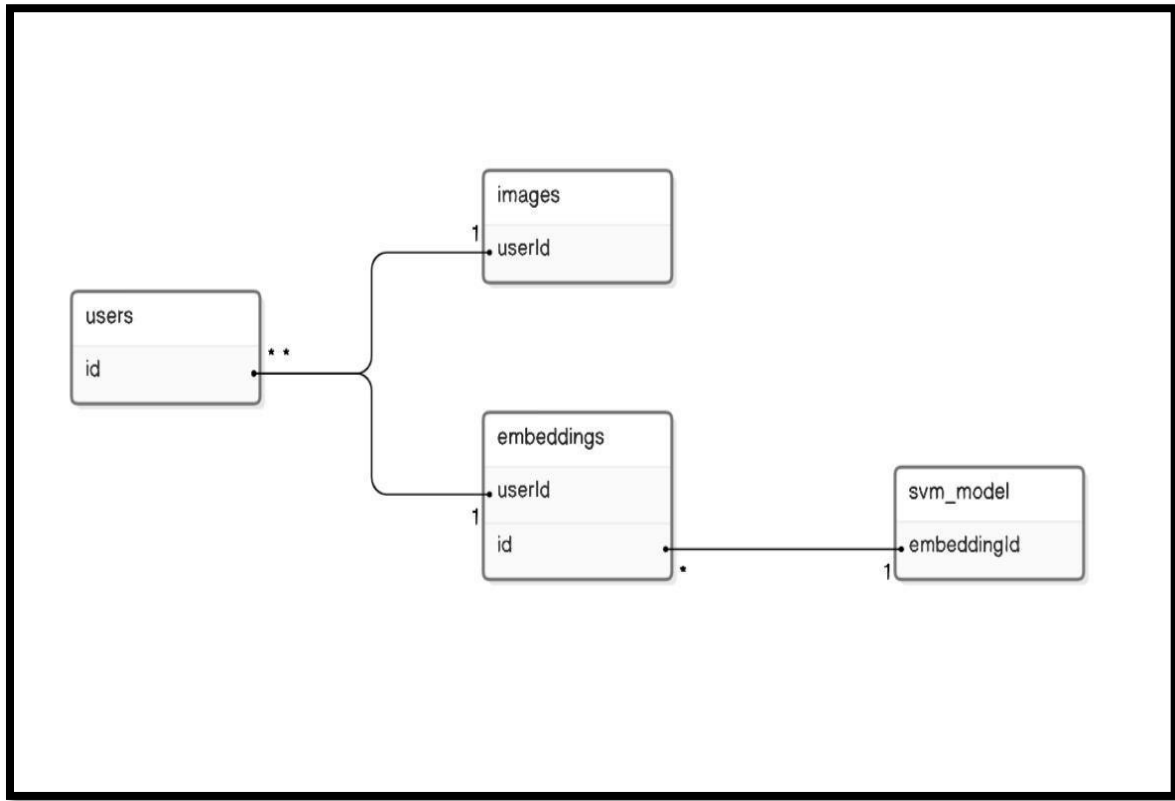 images
1
userId
users
* *
id
embeddings
userId
1
svm_model
id
embeddingId
*
1